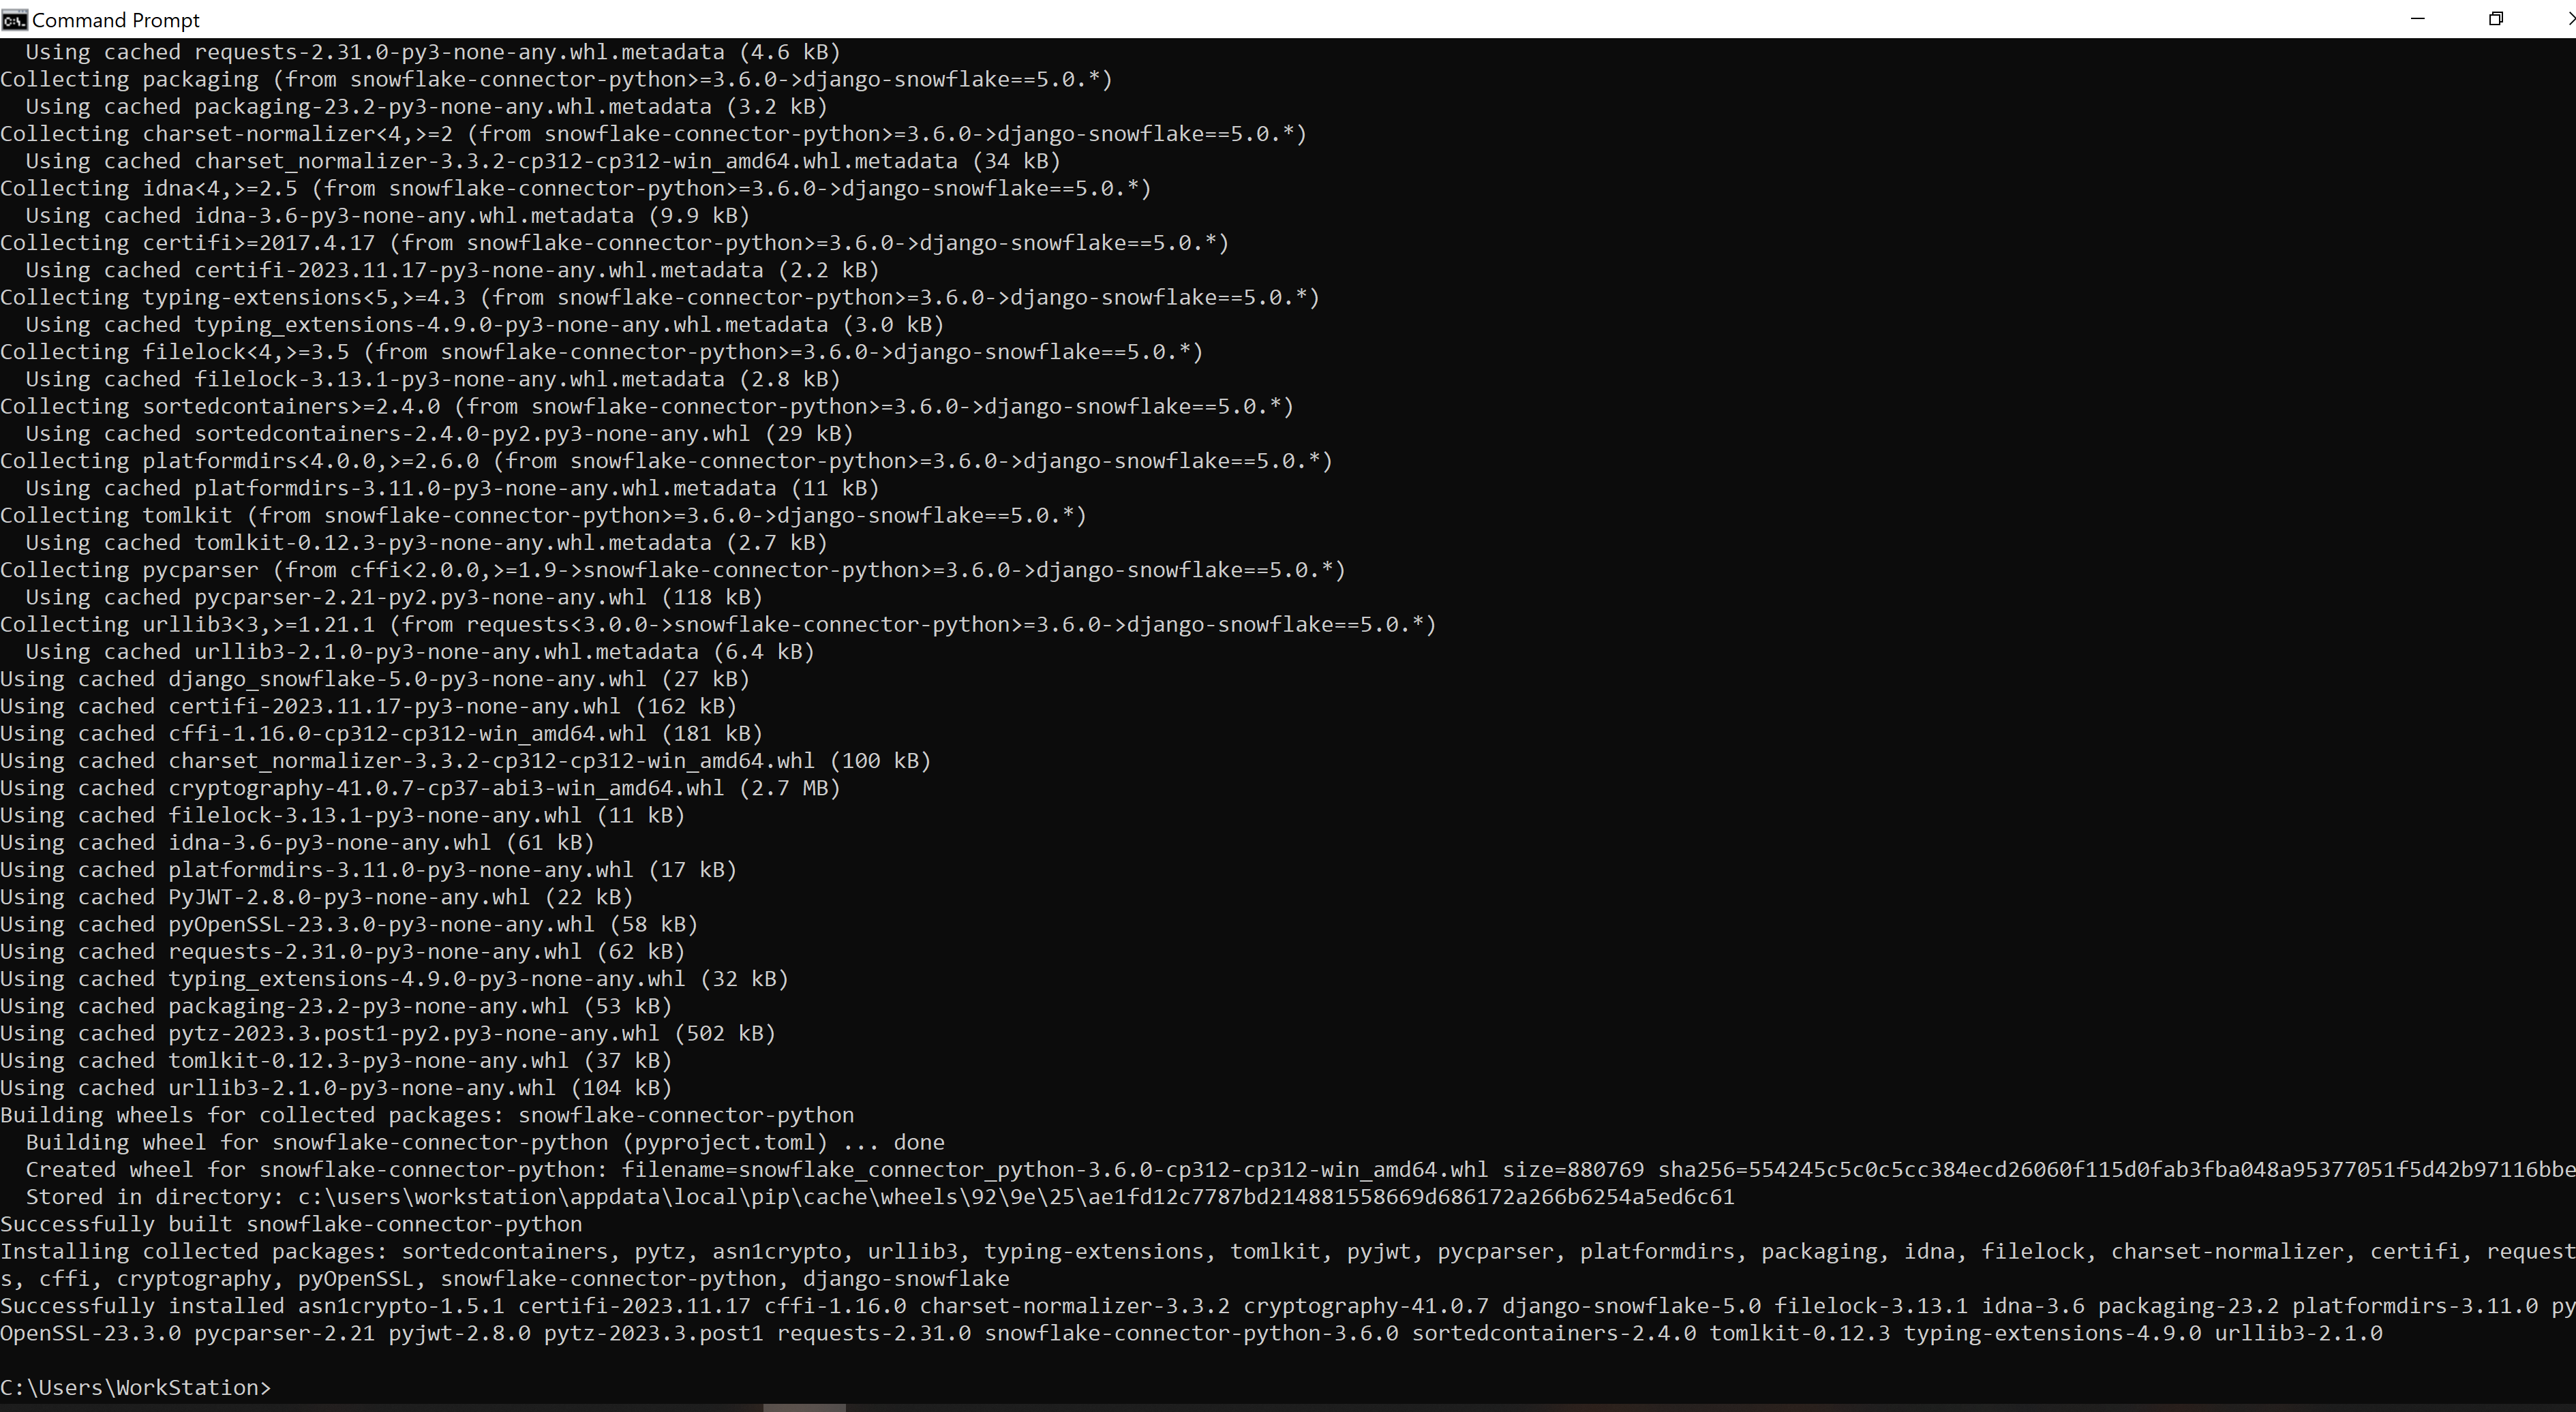 Command Prompt
Using cached requests-2.31.0-py3-none-any.whl.metadata (4.6 kB)
Collecting packaging (from snowflake-connector-python>=3.6.0->django-snowflake==5.0.*)
Using cached packaging-23.2-py3-none-any.whl.metadata (3.2 kB)
Collecting charset-normalizer<4,>=2 (from snowflake-connector-python>=3.6.0->django-snowflake==5.0.*)
Using cached charset_normalizer-3.3.2-cp312-cp312-win_amd64.whl.metadata (34 kB)
Collecting idna<4,>=2.5 (from snowflake-connector-python>=3.6.0->django-snowflake==5.0.*)
Using cached idna-3.6-py3-none-any.whl.metadata (9.9 kB)
Collecting certifi>=2017.4.17 (from snowflake-connector-python>=3.6.0->django-snowflake==5.0.*)
Using cached certifi-2023.11.17-py3-none-any.whl.metadata (2.2 kB)
Collecting typing-extensions<5,>=4.3 (from snowflake-connector-python>=3.6.0->django-snowflake==5.0.*)
Using cached typing_extensions-4.9.0-py3-none-any.whl.metadata (3.0 kB)
Collecting filelock<4,>=3.5 (from snowflake-connector-python>=3.6.0->django-snowflake==5.0.*)
Using cached filelock-3.13.1-py3-none-any.whl.metadata (2.8 kB)
Collecting sortedcontainers>=2.4.0 (from snowflake-connector-python>=3.6.0->django-snowflake==5.0.*)
Using cached sortedcontainers-2.4.0-py2.py3-none-any.whl (29 kB)
Collecting platformdirs<4.0.0,>=2.6.0 (from snowflake-connector-python>=3.6.0->django-snowflake==5.0.*)
Using cached platformdirs-3.11.0-py3-none-any.whl.metadata (11 kB)
Collecting tomlkit (from snowflake-connector-python>=3.6.0->django-snowflake==5.0.*)
Using cached tomlkit-0.12.3-py3-none-any.whl.metadata (2.7 kB)
Collecting pycparser (from cffi<2.0.0,>=1.9->snowflake-connector-python>=3.6.0->django-snowflake==5.0.*)
Using cached pycparser-2.21-py2.py3-none-any.whl (118 kB)
Collecting urllib3<3,>=1.21.1 (from requests<3.0.0->snowflake-connector-python>=3.6.0->django-snowflake==5.0.*)
Using cached urllib3-2.1.0-py3-none-any.whl.metadata (6.4 kB)
Using cached django_snowflake-5.0-py3-none-any.whl (27 kB)
Using cached certifi-2023.11.17-py3-none-any.whl (162 kB)
Using cached cffi-1.16.0-cp312-cp312-win_amd64.whl (181 kB)
Using cached charset_normalizer-3.3.2-cp312-cp312-win_amd64.whl (100 kB)
Using cached cryptography-41.0.7-cp37-abi3-win_amd64.whl (2.7 MB)
Using cached filelock-3.13.1-py3-none-any.whl (11 kB)
Using cached idna-3.6-py3-none-any.whl (61 kB)
Using cached platformdirs-3.11.0-py3-none-any.whl (17 kB)
Using cached PyJWT-2.8.0-py3-none-any.whl (22 kB)
Using cached pyOpenSSL-23.3.0-py3-none-any.whl (58 kB)
Using cached requests-2.31.0-py3-none-any.whl (62 kB)
Using cached typing_extensions-4.9.0-py3-none-any.whl (32 kB)
Using cached packaging-23.2-py3-none-any.whl (53 kB)
Using cached pytz-2023.3.post1-py2.py3-none-any.whl (502 kB)
Using cached tomlkit-0.12.3-py3-none-any.whl (37 kB)
Using cached urllib3-2.1.0-py3-none-any.whl (104 kB)
Building wheels for collected packages: snowflake-connector-python
Building wheel for snowflake-connector-python (pyproject.toml) ... done
Created wheel for snowflake-connector-python: filename=snowflake_connector_python-3.6.0-cp312-cp312-win_amd64.whl size=880769 sha256=554245c5c0c5cc384ecd26060f115d0fab3fba048a95377051f5d42b97116bbe
Stored in directory: c:\users\workstation\appdata\local\pip\cache\wheels\92\9e\25\ae1fd12c7787bd214881558669d686172a266b6254a5ed6c61
Successfully built snowflake-connector-python
Installing collected packages: sortedcontainers, pytz, asn1crypto, urllib3, typing-extensions, tomlkit, pyjwt, pycparser, platformdirs, packaging, idna, filelock, charset-normalizer, certifi, request
s, cffi, cryptography, pyOpenSSL, snowflake-connector-python, django-snowflake
Successfully installed asn1crypto-1.5.1 certifi-2023.11.17 cffi-1.16.0 charset-normalizer-3.3.2 cryptography-41.0.7 django-snowflake-5.0 filelock-3.13.1 idna-3.6 packaging-23.2 platformdirs-3.11.0 py
OpenSSL-23.3.0 pycparser-2.21 pyjwt-2.8.0 pytz-2023.3.post1 requests-2.31.0 snowflake-connector-python-3.6.0 sortedcontainers-2.4.0 tomlkit-0.12.3 typing-extensions-4.9.0 urllib3-2.1.0
C:\Users\WorkStation>